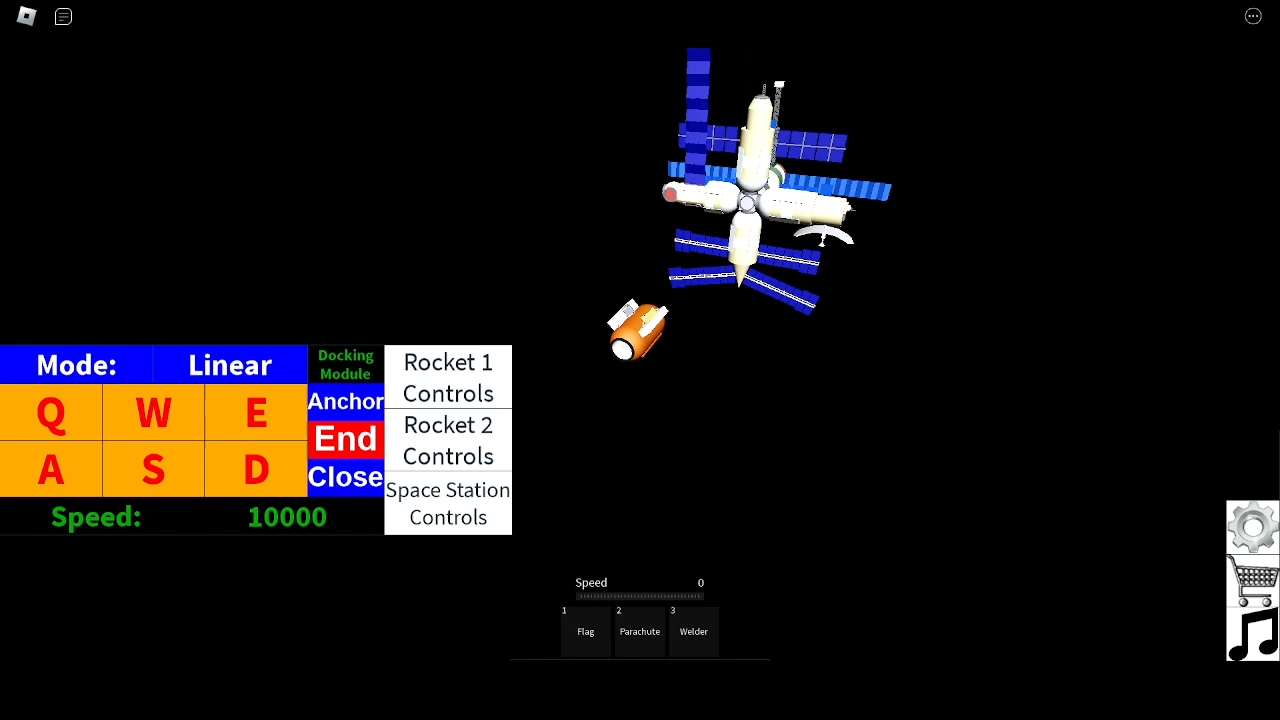 Mode: Linear
Docking
Module
Q W E
Anchor
End
A S D
Close
Speed: 10000
Rocket 1
Controls
Rocket 2
Controls
Space Station
Controls
Speed 0
1 2 3
Flag Parachute Welder